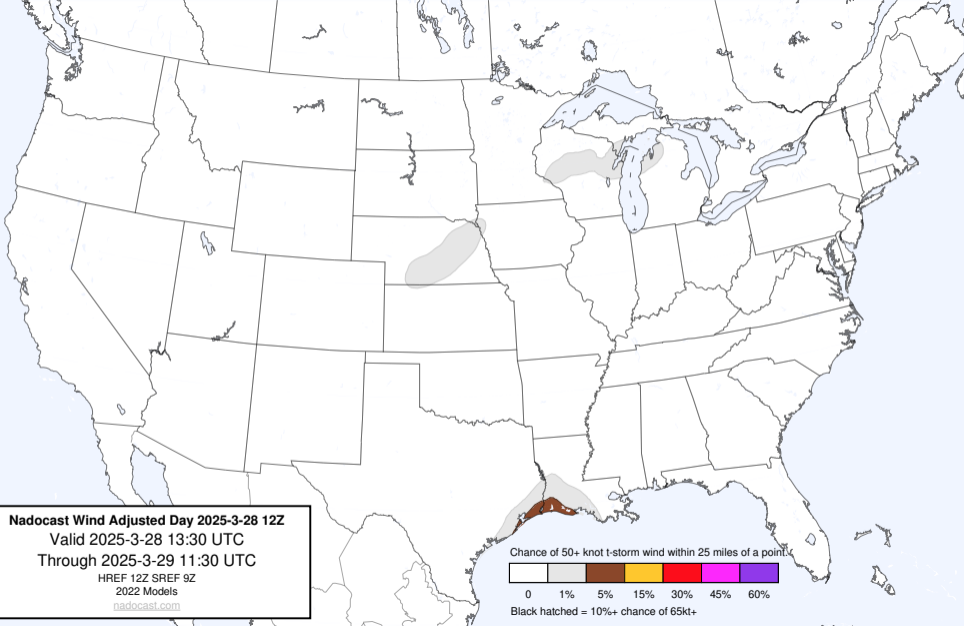 Nadocast Wind Adjusted Day 2025-3-28 12Z
Valid 2025-3-28 13:30 UTC
Through 2025-3-29 11:30 UTC
HREF 12Z SREF 9Z
2022 Models
nadocast.com
Chance of 50+ knot t-storm wind within 25 miles of a point.
0 1% 5% 15% 30% 45% 60%
Black hatched = 10%+ chance of 65kt+